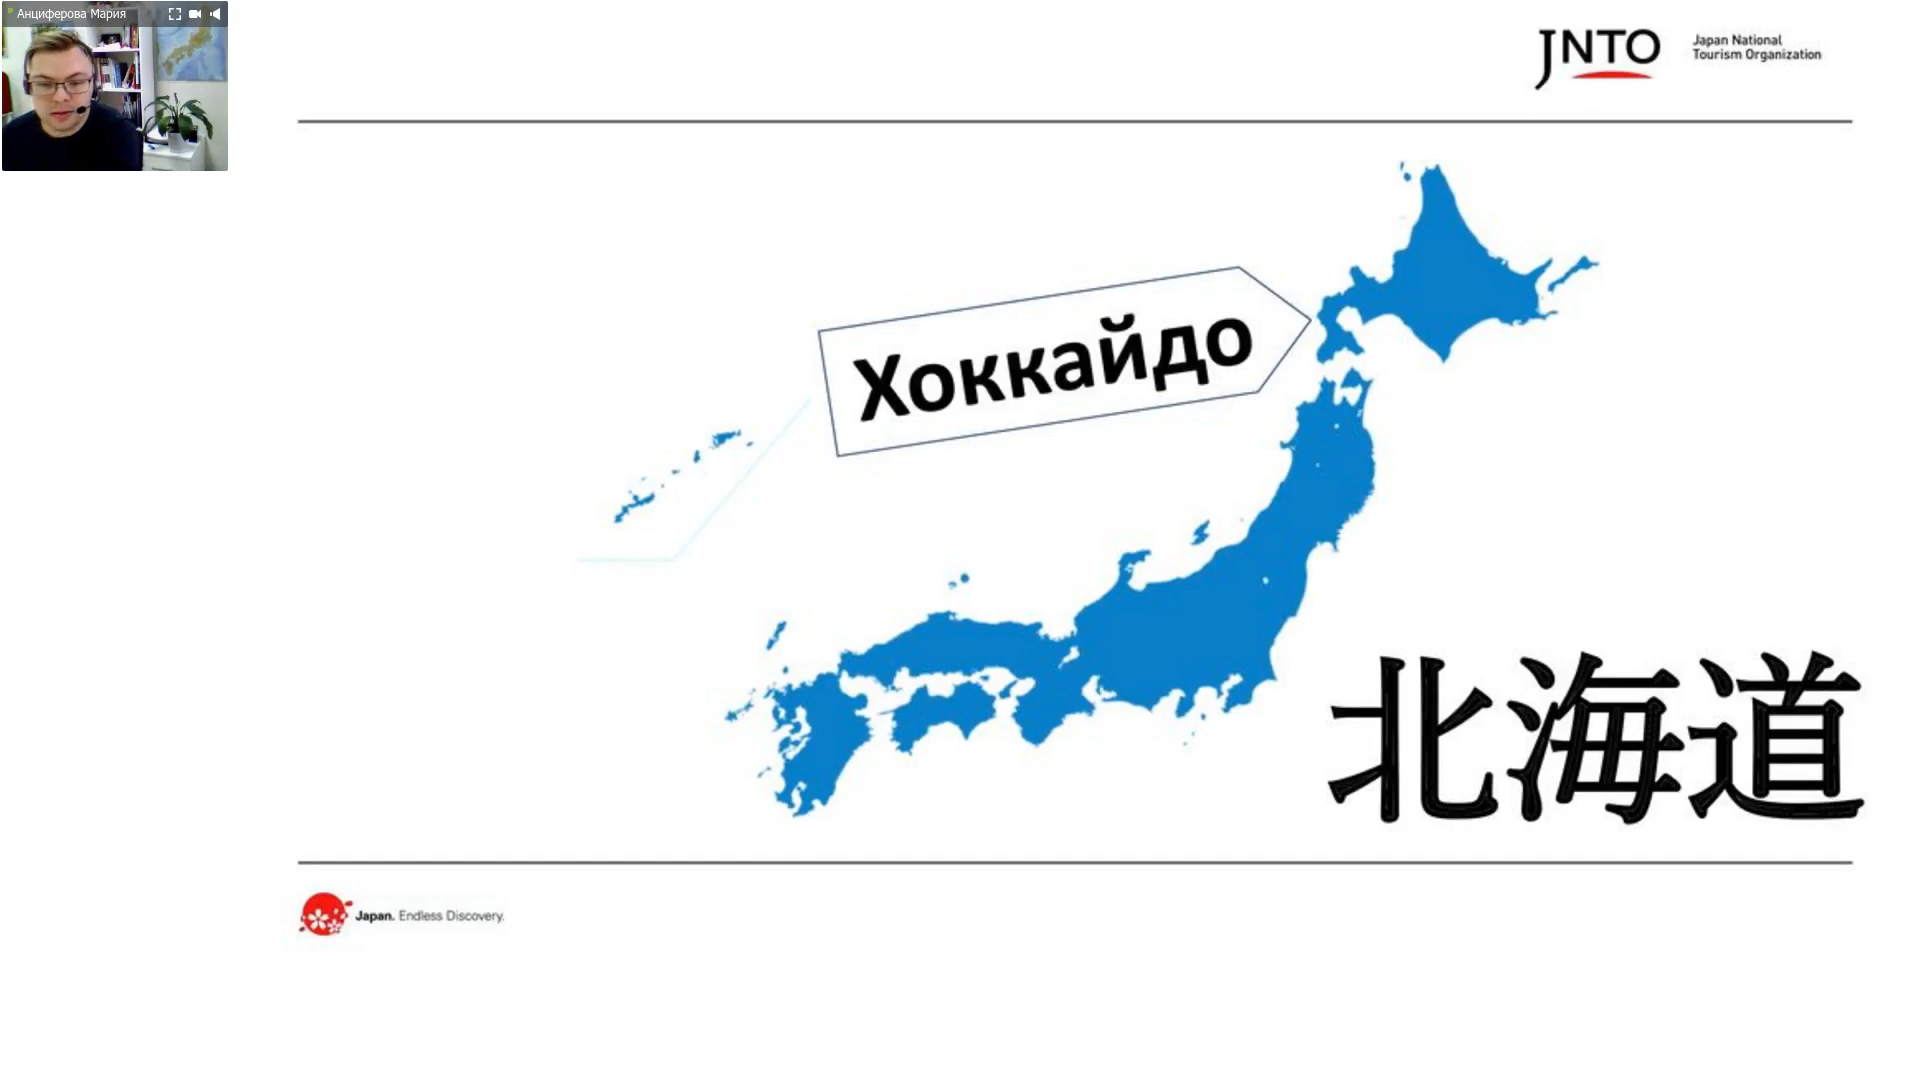 Анциферова Мария
JNTO
Japan National
Tourism Organization
Хоккайдо
北海道
Japan. Endless Discovery.